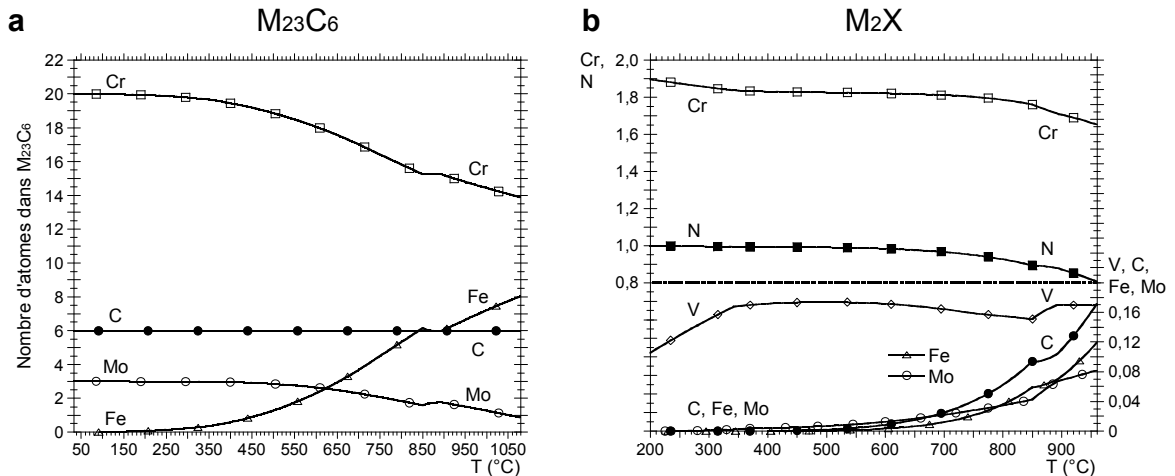 a
M23C6
22
20
18
16
14
12
10
8
6
4
2
0
Nombre d'atomes dans M23C6
Cr
Cr
C
C
Fe
Mo
Mo
Fe
50 150 250 350 450 550 650 750 850 950 1050
T (°C)
b
M2X
Cr,
N
2,0
1,8
1,6
1,4
1,2
1,0
0,8
Cr
Cr
N
N
V
V
C
Fe
Mo
C, Fe, Mo
V, C,
Fe, Mo
0,16
0,12
0,08
0,04
0
200 300 400 500 600 700 800 900
T (°C)